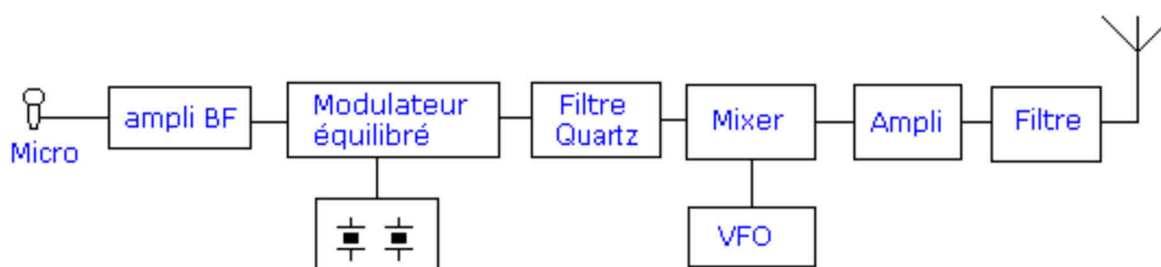 Micro
ampli BF
Modulateur
équilibré
Filtre
Quartz
Mixer
VFO
Ampli
Filtre